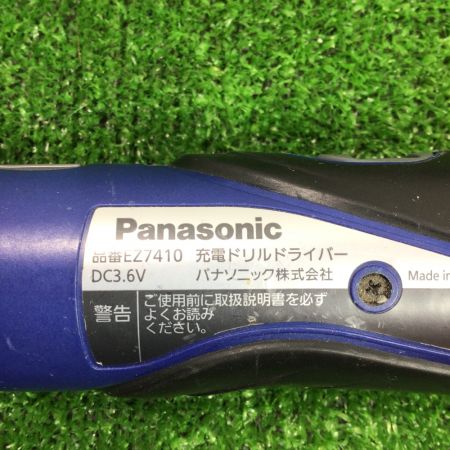 Panasonic
品番EZ7410 充電ドリルドライバー
DC3.6V パナソニック株式会社 Made in
警告 ご使用前に取扱説明書を必ず
よくお読み
ください。